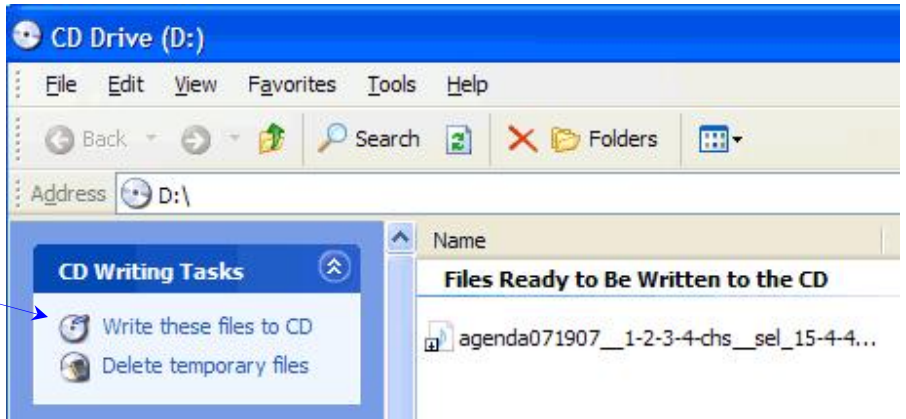 CD Drive (D:)
File Edit View Favorites Tools Help
Back Search Folders
Address D:\
Name
CD Writing Tasks
Files Ready to Be Written to the CD
Write these files to CD
agenda071907__1-2-3-4-chs__sel_15-4-4...
Delete temporary files